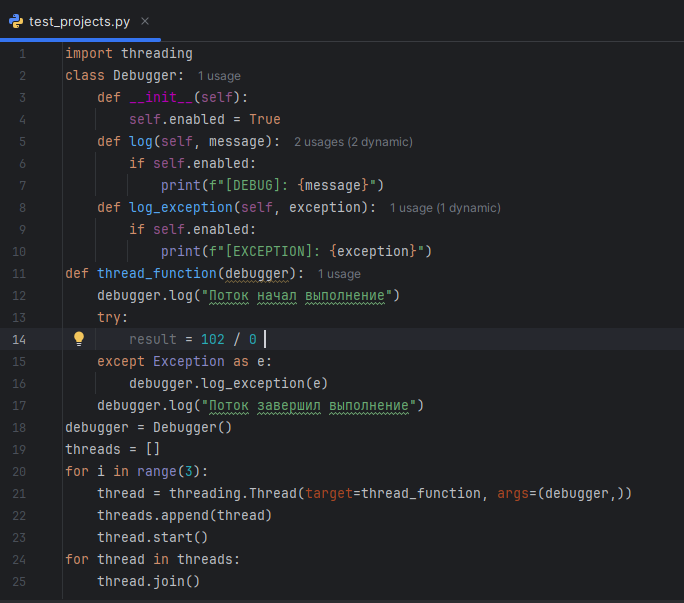 test_projects.py
1 import threading
2 class Debugger: 1 usage
3     def __init__(self):
4         self.enabled = True
5     def log(self, message): 2 usages (2 dynamic)
6         if self.enabled:
7             print(f"[DEBUG]: {message}")
8     def log_exception(self, exception): 1 usage (1 dynamic)
9         if self.enabled:
10             print(f"[EXCEPTION]: {exception}")
11 def thread_function(debugger): 1 usage
12     debugger.log("Поток начал выполнение")
13     try:
14         result = 102 / 0
15     except Exception as e:
16         debugger.log_exception(e)
17     debugger.log("Поток завершил выполнение")
18 debugger = Debugger()
19 threads = []
20 for i in range(3):
21     thread = threading.Thread(target=thread_function, args=(debugger,))
22     threads.append(thread)
23     thread.start()
24 for thread in threads:
25     thread.join()